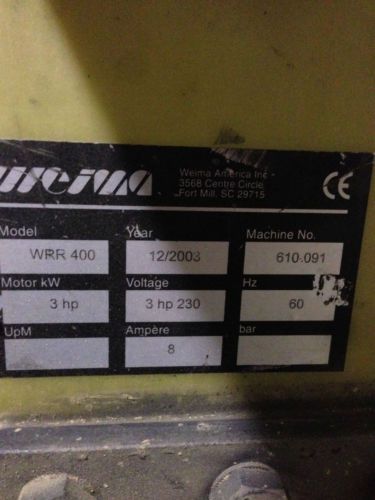 weima
Weima America Inc
3568 Centre Circle
Fort Mill, SC 29715
CE
Model Year Machine No.
WRR 400 12/2003 610.091
Motor kW Voltage Hz
3 hp 3 hp 230 60
UpM Ampère bar
8